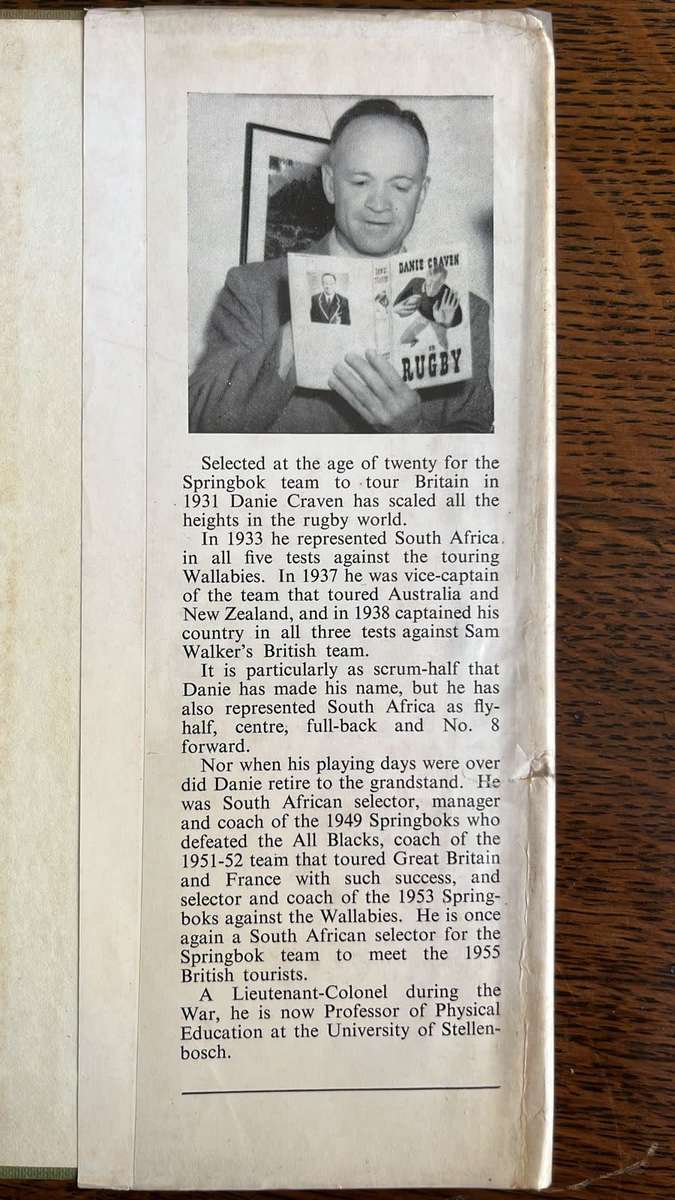 DANIE CRAVEN
ON
RUGBY
Selected at the age of twenty for the
Springbok team to tour Britain in
1931 Danie Craven has scaled all the
heights in the rugby world.
In 1933 he represented South Africa
in all five tests against the touring
Wallabies. In 1937 he was vice-captain
of the team that toured Australia and
New Zealand, and in 1938 captained his
country in all three tests against Sam
Walker's British team.
It is particularly as scrum-half that
Danie has made his name, but he has
also represented South Africa as fly-
half, centre, full-back and No. 8
forward.
Nor when his playing days were over
did Danie retire to the grandstand. He
was South African selector, manager
and coach of the 1949 Springboks who
defeated the All Blacks, coach of the
1951-52 team that toured Great Britain
and France with such success, and
selector and coach of the 1953 Spring-
boks against the Wallabies. He is once
again a South African selector for the
Springbok team to meet the 1955
British tourists.
A Lieutenant-Colonel during the
War, he is now Professor of Physical
Education at the University of Stellen-
bosch.